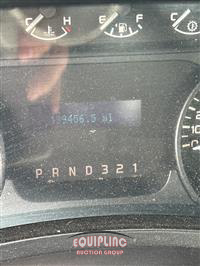 C H E F
139456.5 MI
P R N D 3 2 1
EQUIPLINC
AUCTION GROUP